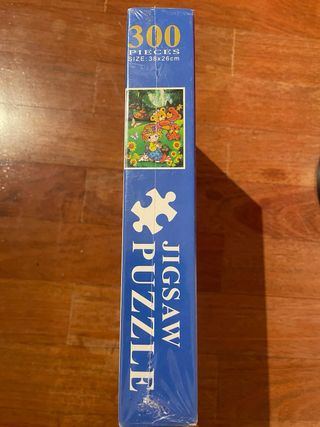 300
PIECES
SIZE: 38x26cm
JIGSAW
PUZZLE